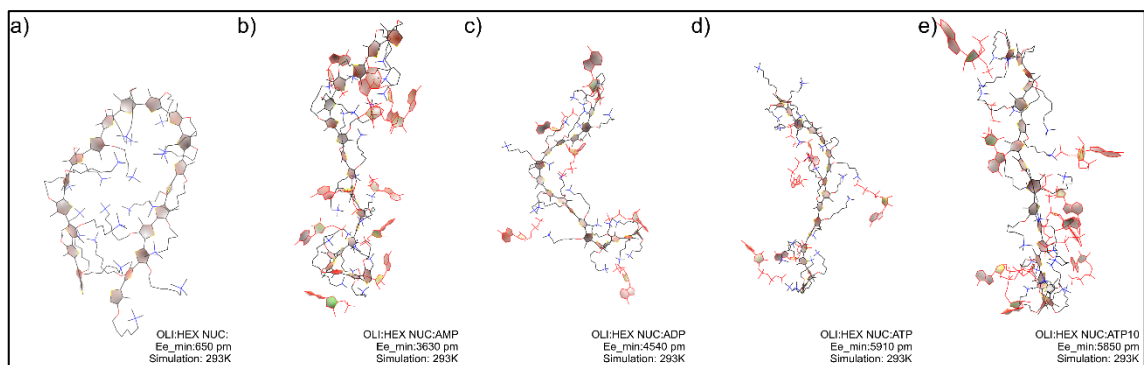 a)
b)
c)
d)
e)
OLI:HEX NUC:
Ee_min:650 pm
Simulation: 293K
OLI:HEX NUC:AMP
Ee_min:3630 pm
Simulation: 293K
OLI:HEX NUC:ADP
Ee_min:4540 pm
Simulation: 293K
OLI:HEX NUC:ATP
Ee_min:5910 pm
Simulation: 293K
OLI:HEX NUC:ATP10
Ee_min:5850 pm
Simulation: 293K